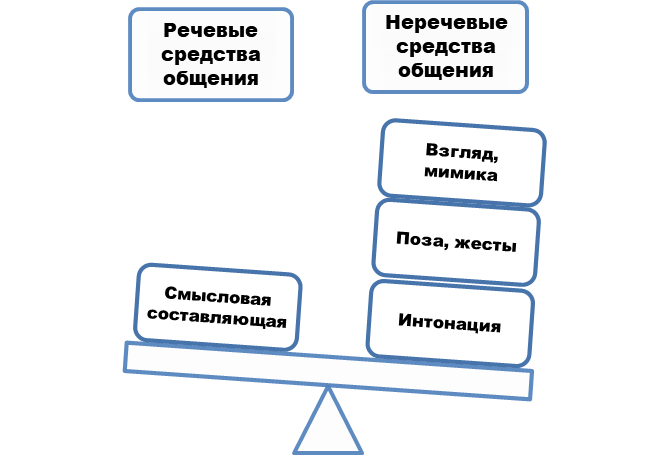 Речевые
средства
общения
Неречевые
средства
общения
Взгляд,
мимика
Поза, жесты
Смысловая
составляющая
Интонация